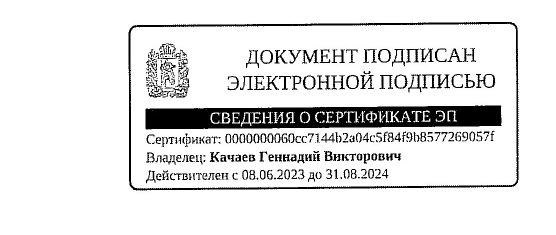 ДОКУМЕНТ ПОДПИСАН
ЭЛЕКТРОННОЙ ПОДПИСЬЮ
СВЕДЕНИЯ О СЕРТИФИКАТЕ ЭП
Сертификат: 0000000060cc7144b2a04c5f84f9b8577269057f
Владелец: Качаев Геннадий Викторович
Действителен с 08.06.2023 до 31.08.2024